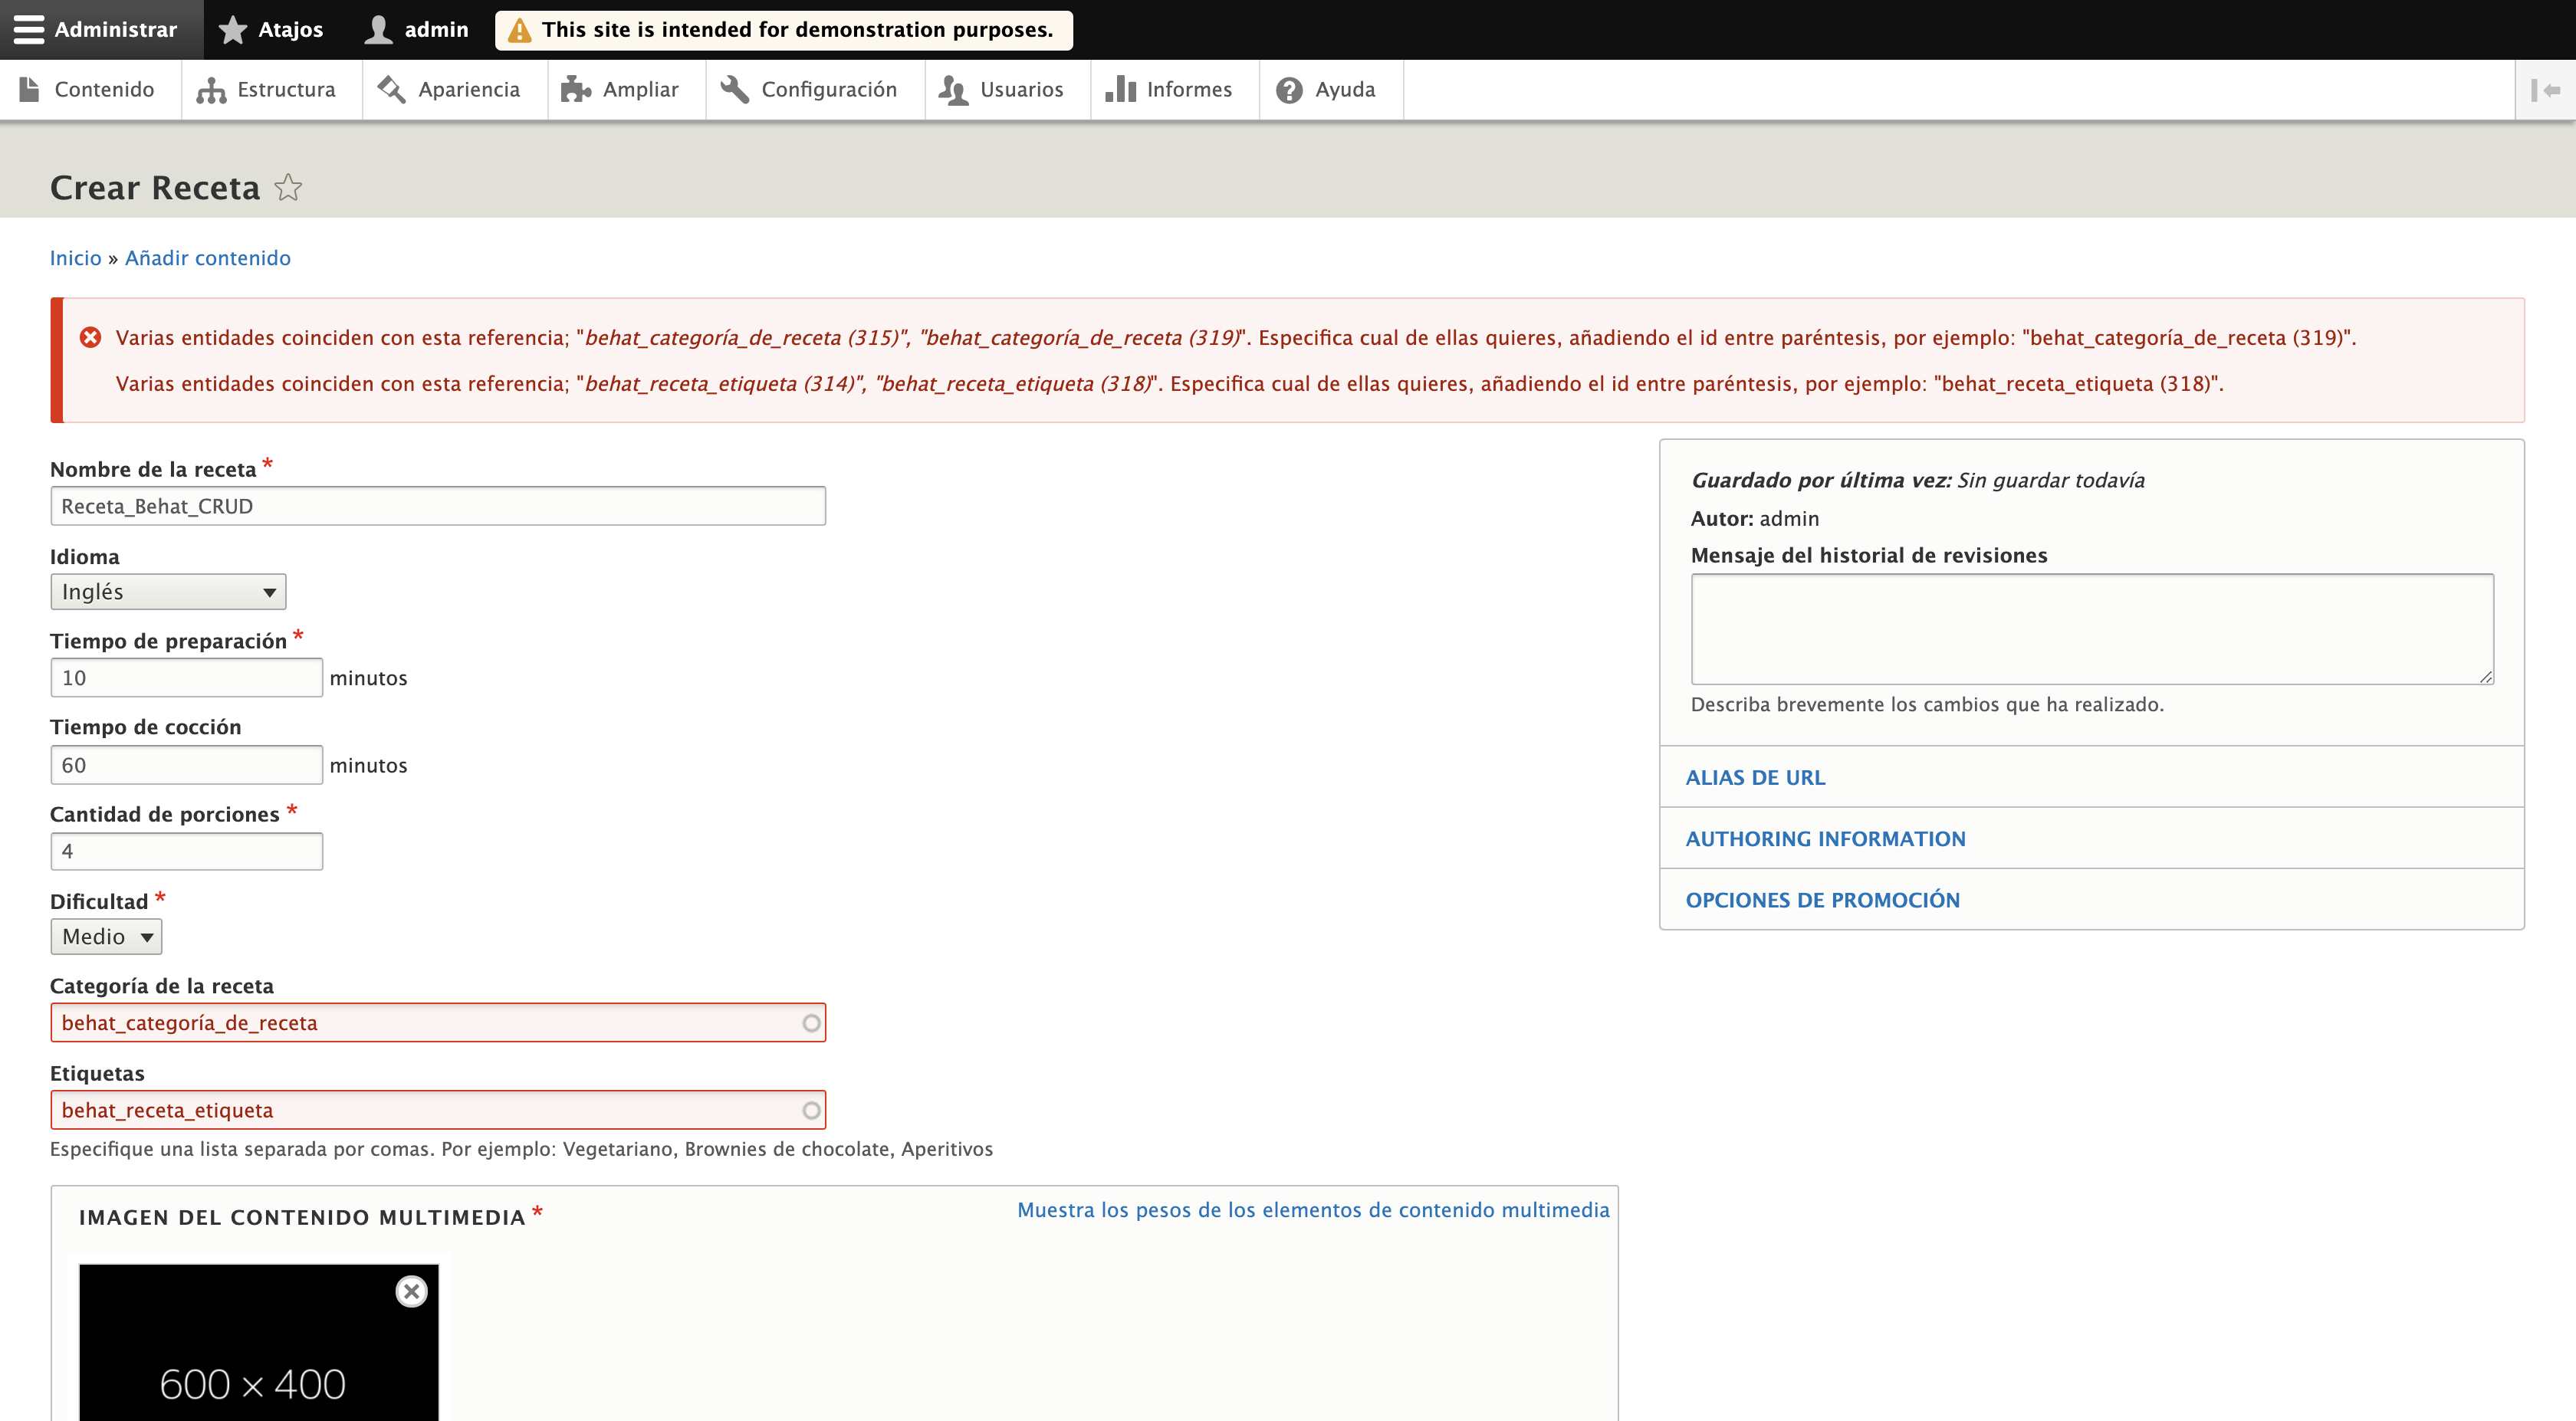 Administrar Atajos admin This site is intended for demonstration purposes.
Contenido Estructura Apariencia Ampliar Configuración Usuarios Informes Ayuda
Crear Receta
Inicio » Añadir contenido
Varias entidades coinciden con esta referencia; "behat_categoría_de_receta (315)", "behat_categoría_de_receta (319)". Especifica cual de ellas quieres, añadiendo el id entre paréntesis, por ejemplo: "behat_categoría_de_receta (319)".
Varias entidades coinciden con esta referencia; "behat_receta_etiqueta (314)", "behat_receta_etiqueta (318)". Especifica cual de ellas quieres, añadiendo el id entre paréntesis, por ejemplo: "behat_receta_etiqueta (318)".
Nombre de la receta *
Receta_Behat_CRUD
Idioma
Inglés
Tiempo de preparación *
10 minutos
Tiempo de cocción
60 minutos
Cantidad de porciones *
4
Dificultad *
Medio
Categoría de la receta
behat_categoría_de_receta
Etiquetas
behat_receta_etiqueta
Especifique una lista separada por comas. Por ejemplo: Vegetariano, Brownies de chocolate, Aperitivos
IMAGEN DEL CONTENIDO MULTIMEDIA *
Muestra los pesos de los elementos de contenido multimedia
600 × 400
Guardado por última vez: Sin guardar todavía
Autor: admin
Mensaje del historial de revisiones
Describa brevemente los cambios que ha realizado.
ALIAS DE URL
AUTHORING INFORMATION
OPCIONES DE PROMOCIÓN